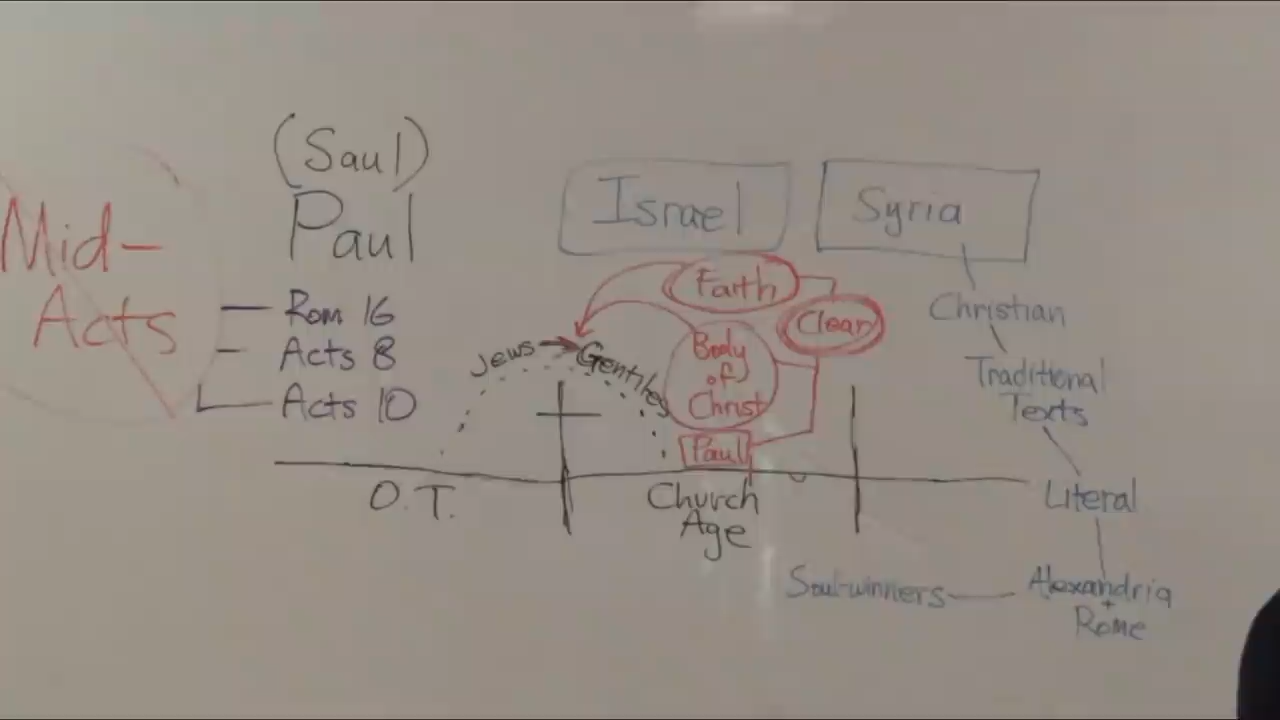 Mid-
Acts
(Saul)
Paul
Rom 16
Acts 8
Acts 10
Israel
Syria
Faith
Clear
Body
of
Christ
Paul
Jews
Gentiles
O.T.
Church
Age
Christian
Traditional
Texts
Literal
Alexandria
+
Rome
Soul-winners